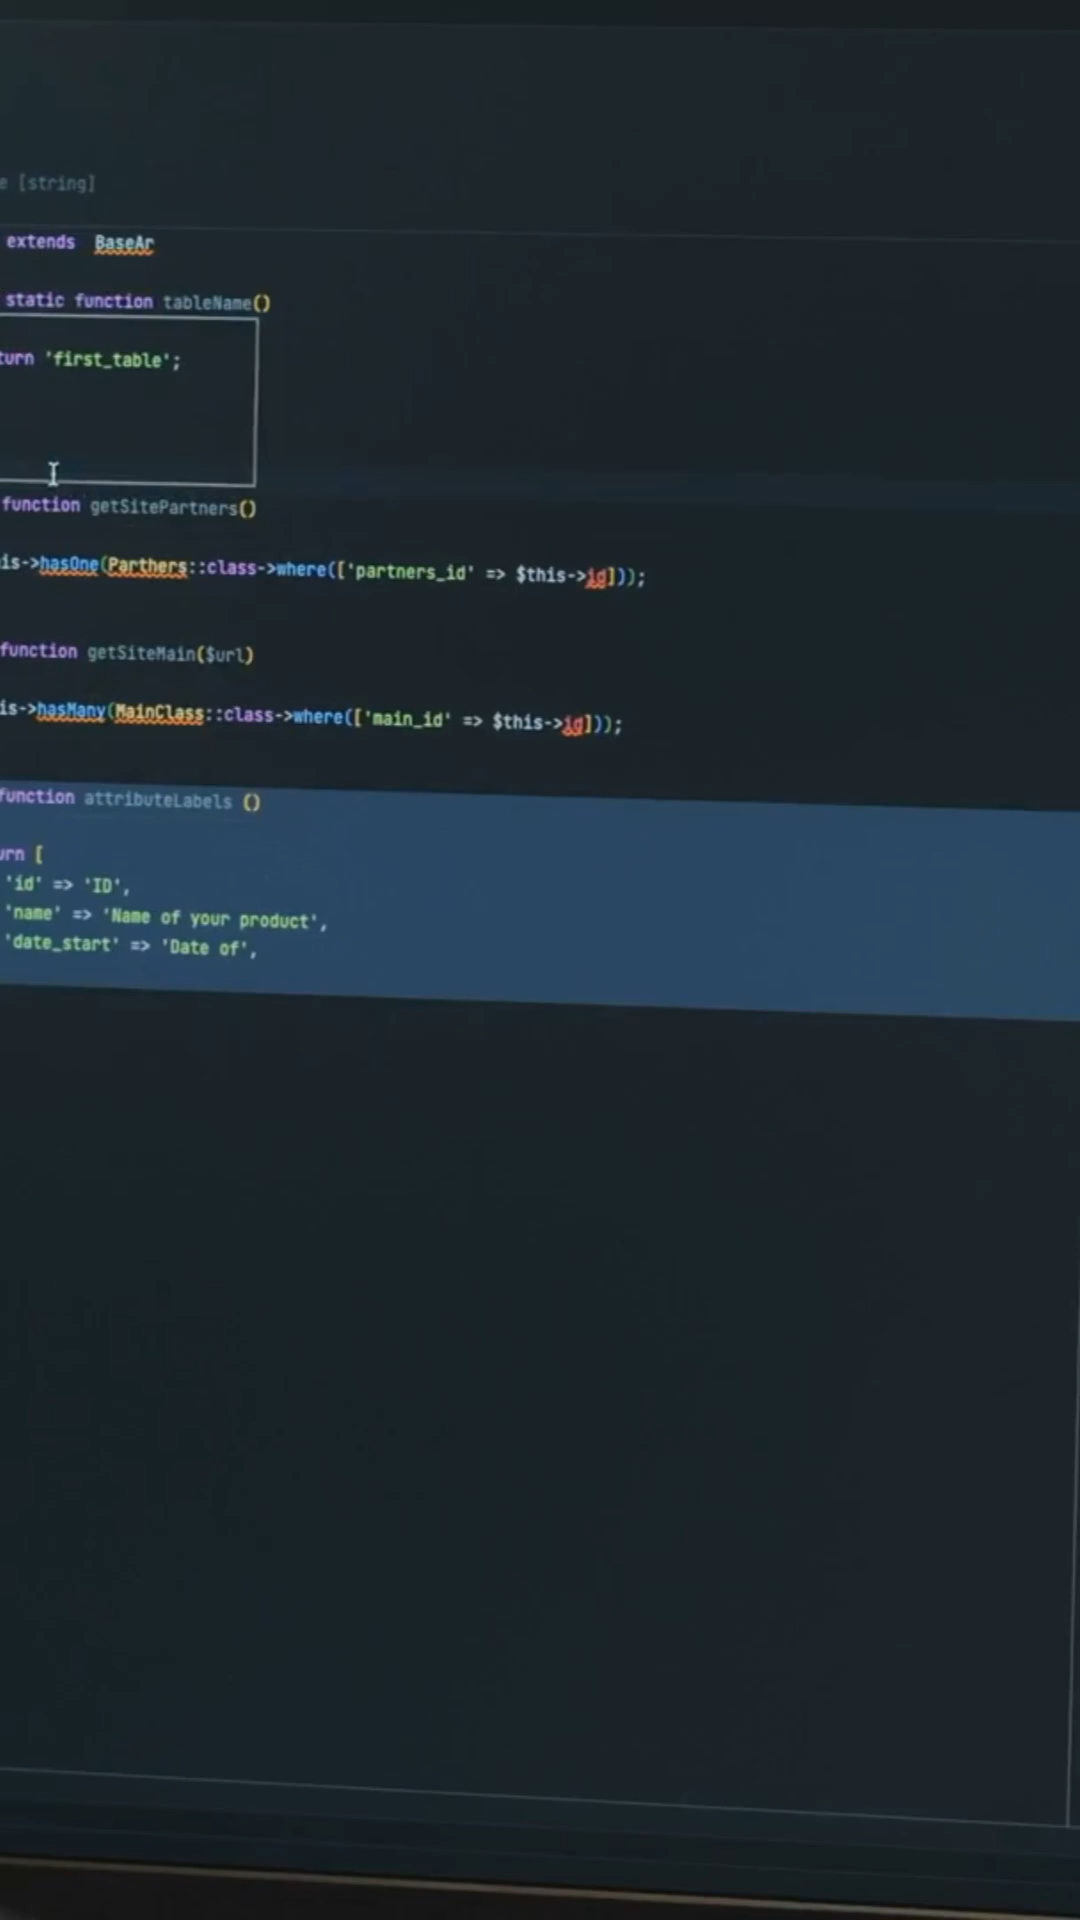 e [string]
extends BaseAr
static function tableName()
turn 'first_table';
function getSitePartners()
is->hasOne(Parthers::class->where(['partners_id' => $this->id]));
function getSiteMain($url)
is->hasMany(MainClass::class->where(['main_id' => $this->id]));
function attributeLabels ()
urn [
'id' => 'ID',
'name' => 'Name of your product',
'date_start' => 'Date of',